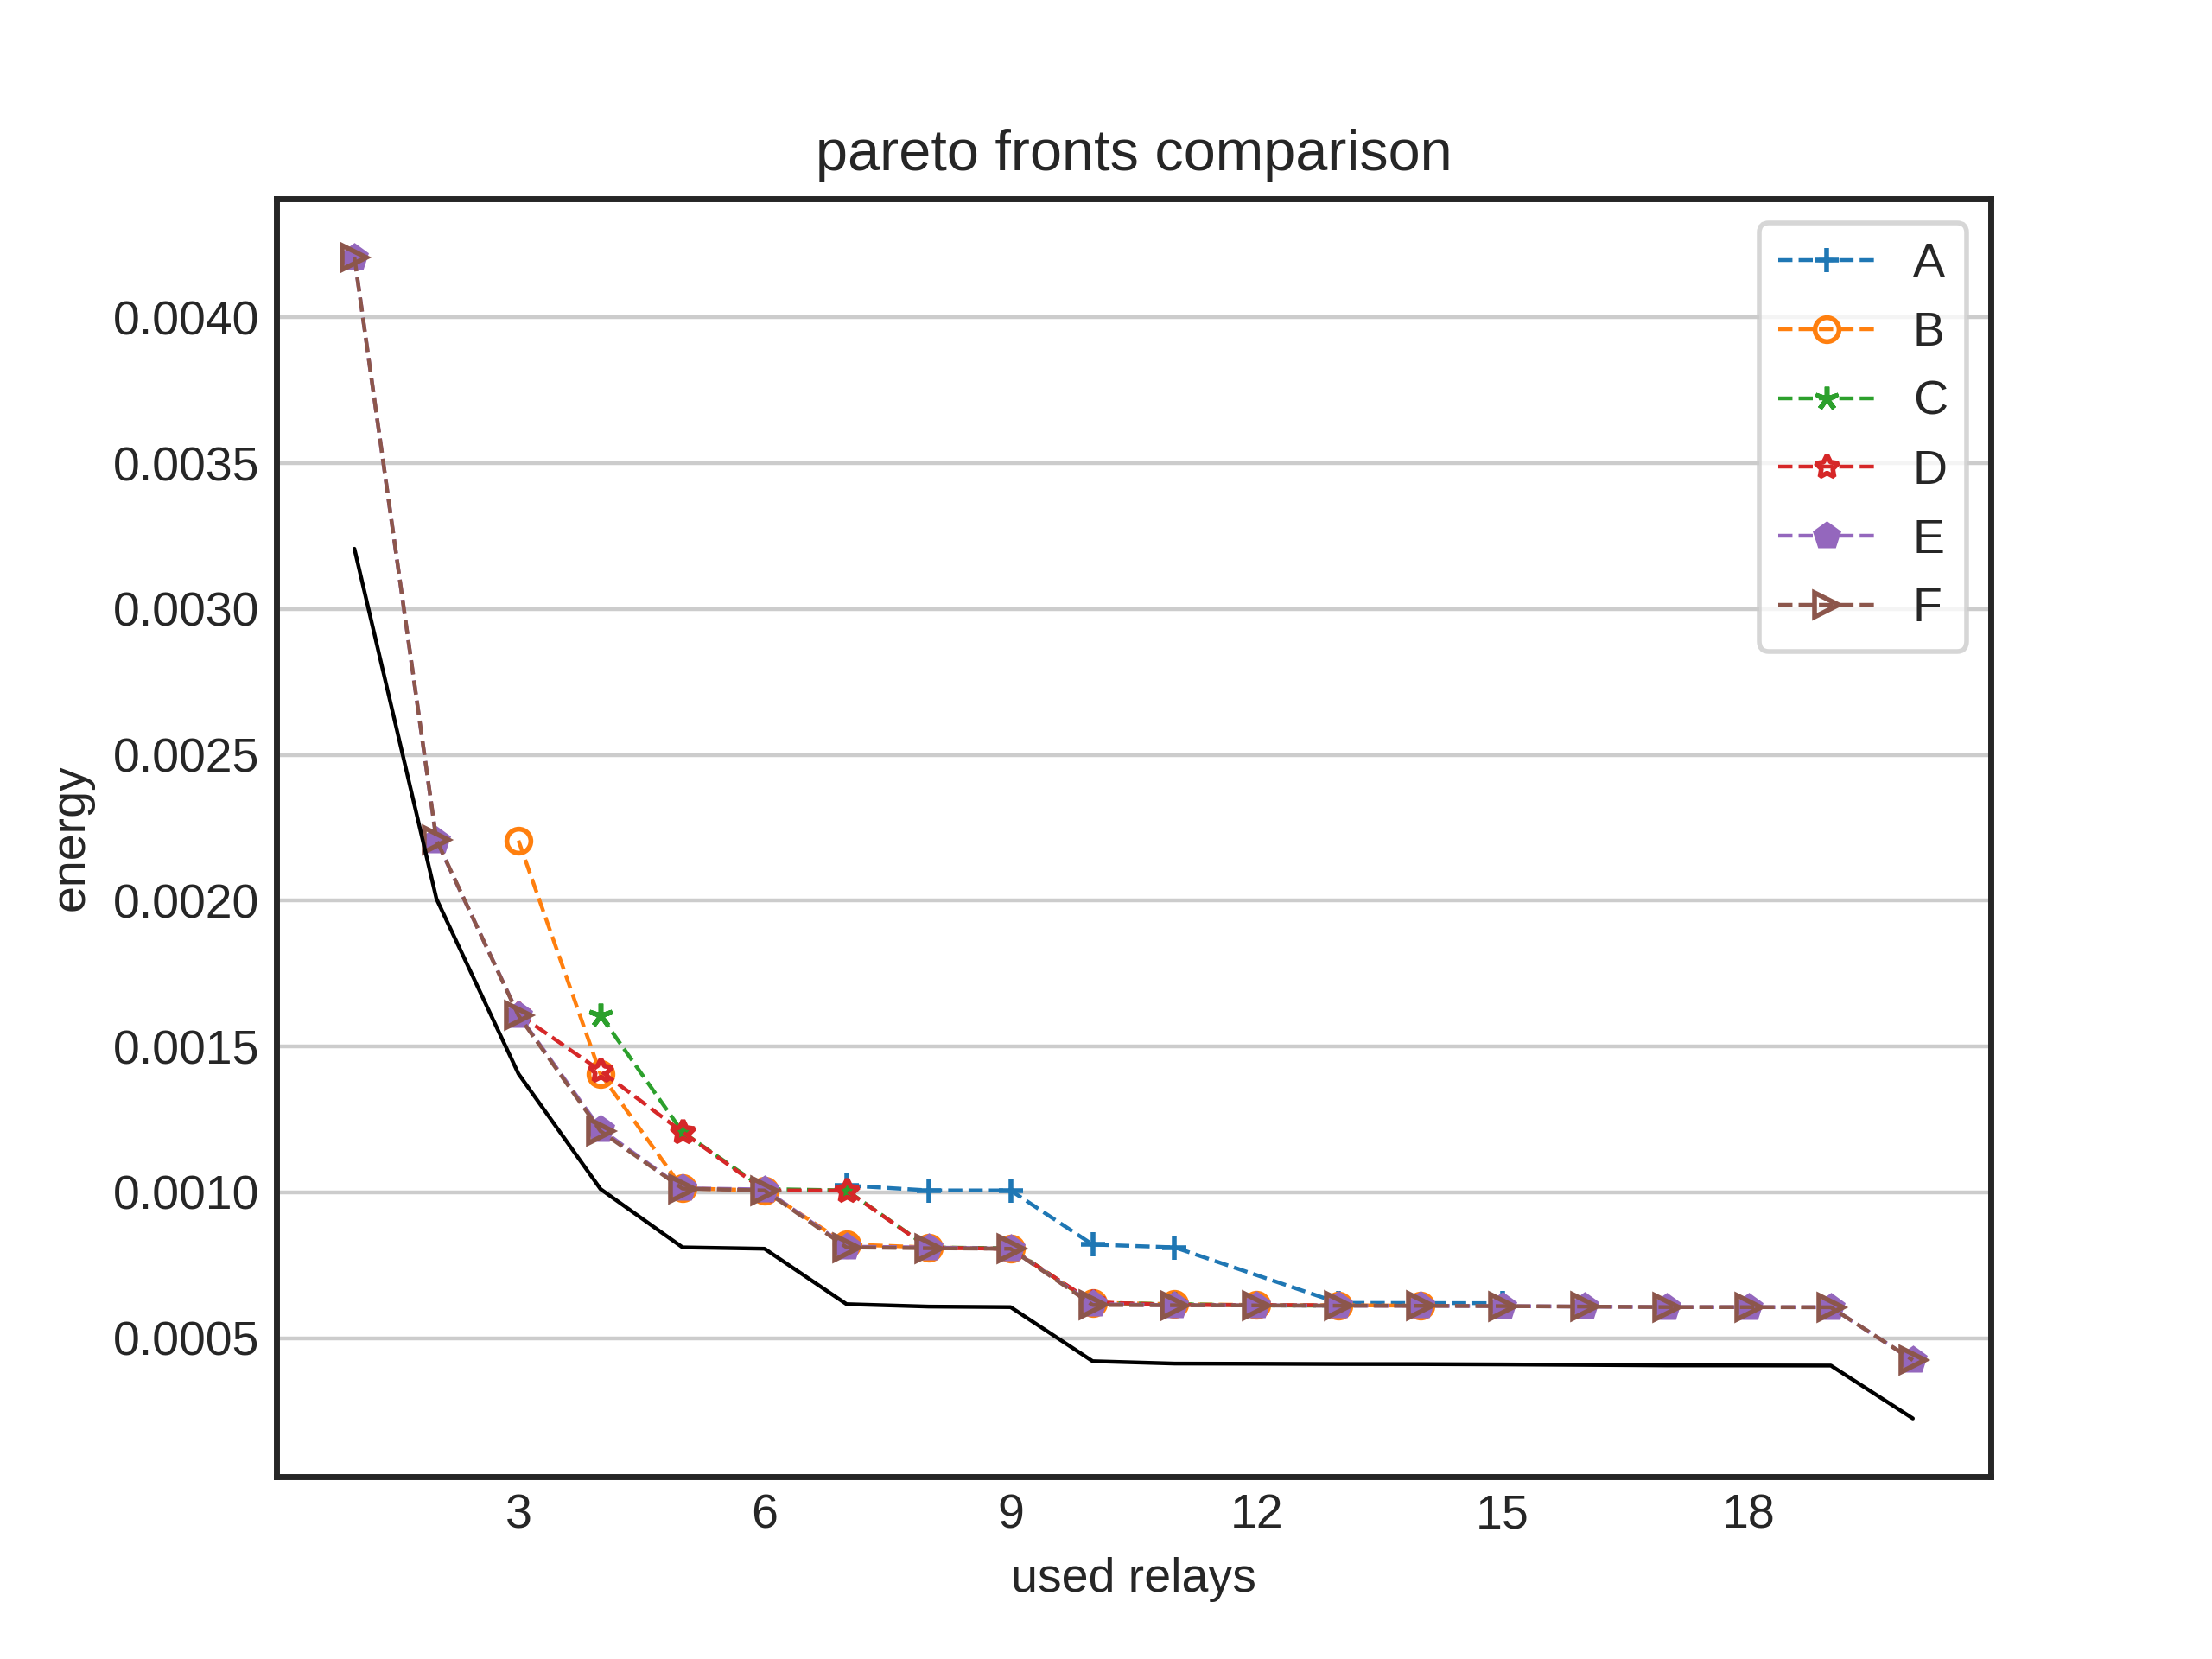 pareto fronts comparison
A
B
C
D
E
F
0.0040
0.0035
0.0030
0.0025
0.0020
0.0015
0.0010
0.0005
energy
3 6 9 12 15 18
used relays